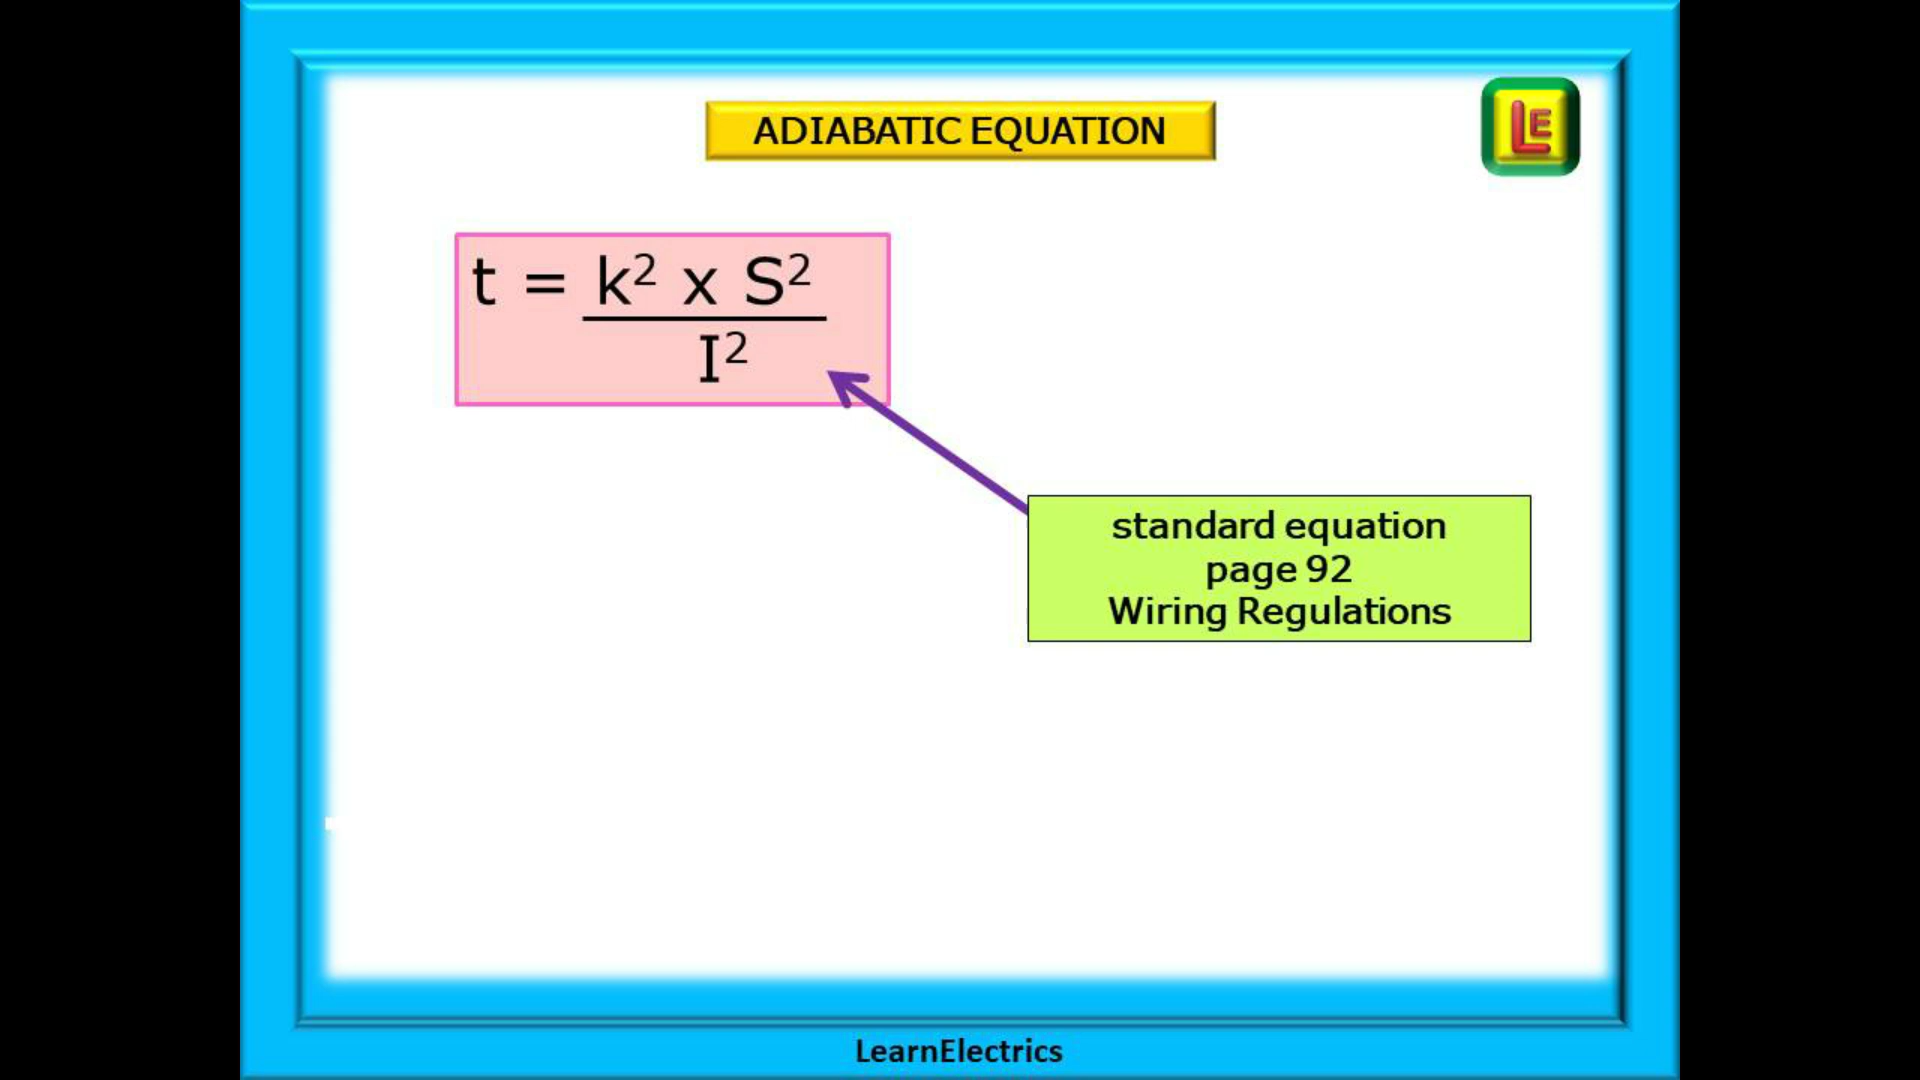 ADIABATIC EQUATION
LE
t = k² x S²
I²
standard equation
page 92
Wiring Regulations
LearnElectrics